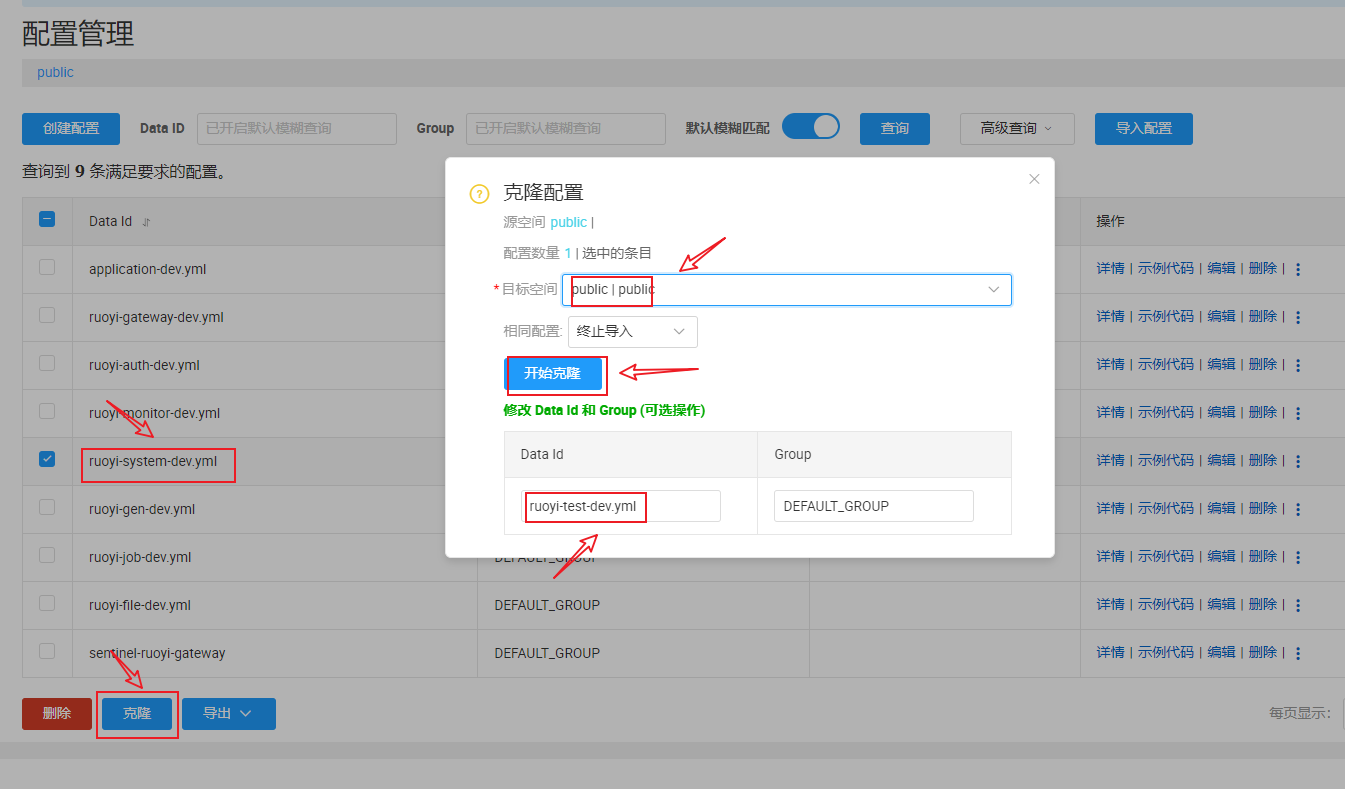 配置管理
public
创建配置 Data ID 已开启默认模糊查询 Group 已开启默认模糊查询 默认模糊匹配 查询 高级查询 导入配置
查询到 9 条满足要求的配置。
Data Id 操作
application-dev.yml 详情 | 示例代码 | 编辑 | 删除 |
ruoyi-gateway-dev.yml 详情 | 示例代码 | 编辑 | 删除 |
ruoyi-auth-dev.yml 详情 | 示例代码 | 编辑 | 删除 |
ruoyi-monitor-dev.yml 详情 | 示例代码 | 编辑 | 删除 |
ruoyi-system-dev.yml 详情 | 示例代码 | 编辑 | 删除 |
ruoyi-gen-dev.yml 详情 | 示例代码 | 编辑 | 删除 |
ruoyi-job-dev.yml DEFAULT_GROUP 详情 | 示例代码 | 编辑 | 删除 |
ruoyi-file-dev.yml DEFAULT_GROUP 详情 | 示例代码 | 编辑 | 删除 |
sentinel-ruoyi-gateway DEFAULT_GROUP 详情 | 示例代码 | 编辑 | 删除 |
删除 克隆 导出 每页显示:
? 克隆配置
源空间 public |
配置数量 1 | 选中的条目
* 目标空间 public | public
相同配置: 终止导入
开始克隆
修改 Data Id 和 Group (可选操作)
Data Id Group
ruoyi-test-dev.yml DEFAULT_GROUP